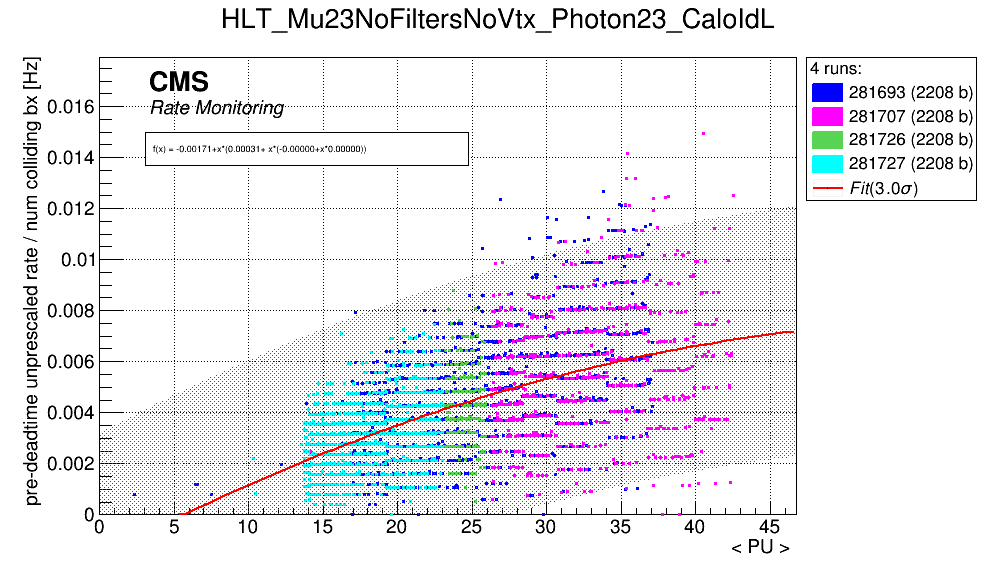 HLT_Mu23NoFiltersNoVtx_Photon23_CaloIdL
pre-deadtime unprescaled rate / num colliding bx [Hz]
CMS
Rate Monitoring
f(x) = -0.00171+x*(0.00031+ x*(-0.00000+x*0.00000))
0.016
0.014
0.012
0.01
0.008
0.006
0.004
0.002
0
0 5 10 15 20 25 30 35 40 45
< PU >
4 runs:
281693 (2208 b)
281707 (2208 b)
281726 (2208 b)
281727 (2208 b)
Fit(3.0σ)